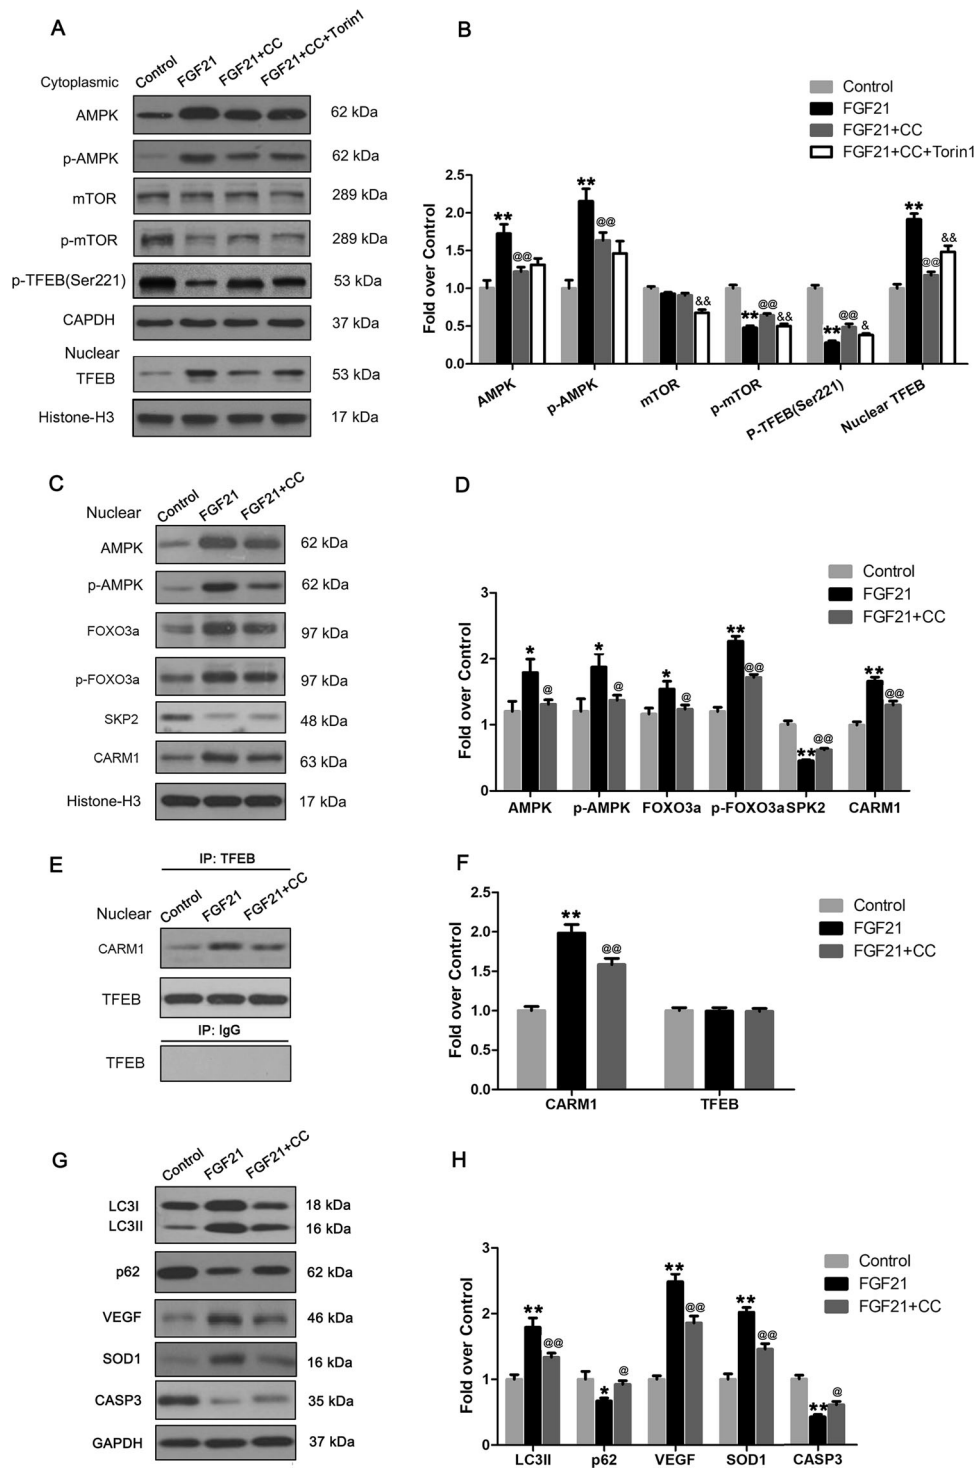 A
Control
FGF21
FGF21+CC
FGF21+CC+Torin1
Cytoplasmic
AMPK 62 kDa
p-AMPK 62 kDa
mTOR 289 kDa
p-mTOR 289 kDa
p-TFEB(Ser221) 53 kDa
CAPDH 37 kDa
Nuclear
TFEB 53 kDa
Histone-H3 17 kDa
B
Control
FGF21
FGF21+CC
FGF21+CC+Torin1
Fold over Control
2.5
2.0
1.5
1.0
0.5
0.0
** ** @@ @@ && ** @@ && ** @@ & ** @@ &&
AMPK
p-AMPK
mTOR
p-mTOR
P-TFEB(Ser221)
Nuclear TFEB
C
Control
FGF21
FGF21+CC
Nuclear
AMPK 62 kDa
p-AMPK 62 kDa
FOXO3a 97 kDa
p-FOXO3a 97 kDa
SKP2 48 kDa
CARM1 63 kDa
Histone-H3 17 kDa
D
Control
FGF21
FGF21+CC
Fold over Control
3
2
1
0
* @ * @ * @ ** @@ ** @@ ** @@
AMPK p-AMPK FOXO3a p-FOXO3a SPK2 CARM1
E
IP: TFEB
Control
FGF21
FGF21+CC
Nuclear
CARM1
TFEB
IP: IgG
TFEB
F
Control
FGF21
FGF21+CC
Fold over Control
2.5
2.0
1.5
1.0
0.5
0.0
** @@
CARM1 TFEB
G
Control
FGF21
FGF21+CC
LC3I 18 kDa
LC3II 16 kDa
p62 62 kDa
VEGF 46 kDa
SOD1 16 kDa
CASP3 35 kDa
GAPDH 37 kDa
H
Control
FGF21
FGF21+CC
Fold over Control
3
2
1
0
** @@ * @ ** @@ ** @@ ** @
LC3II p62 VEGF SOD1 CASP3